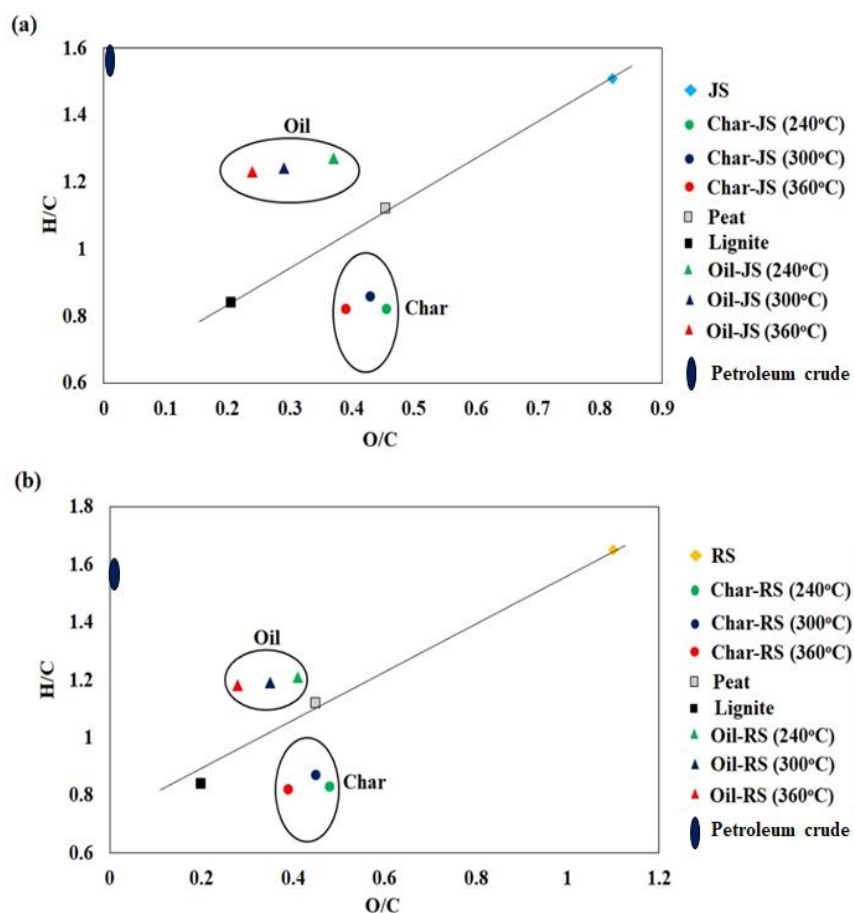 (a)
1.6
1.4
1.2
1
0.8
0.6
H/C
0
0.1
0.2
0.3
0.4
0.5
0.6
0.7
0.8
0.9
O/C
Oil
Char
JS
Char-JS (240°C)
Char-JS (300°C)
Char-JS (360°C)
Peat
Lignite
Oil-JS (240°C)
Oil-JS (300°C)
Oil-JS (360°C)
Petroleum crude
(b)
1.8
1.6
1.4
1.2
1
0.8
0.6
H/C
0
0.2
0.4
0.6
0.8
1
1.2
O/C
Oil
Char
RS
Char-RS (240°C)
Char-RS (300°C)
Char-RS (360°C)
Peat
Lignite
Oil-RS (240°C)
Oil-RS (300°C)
Oil-RS (360°C)
Petroleum crude